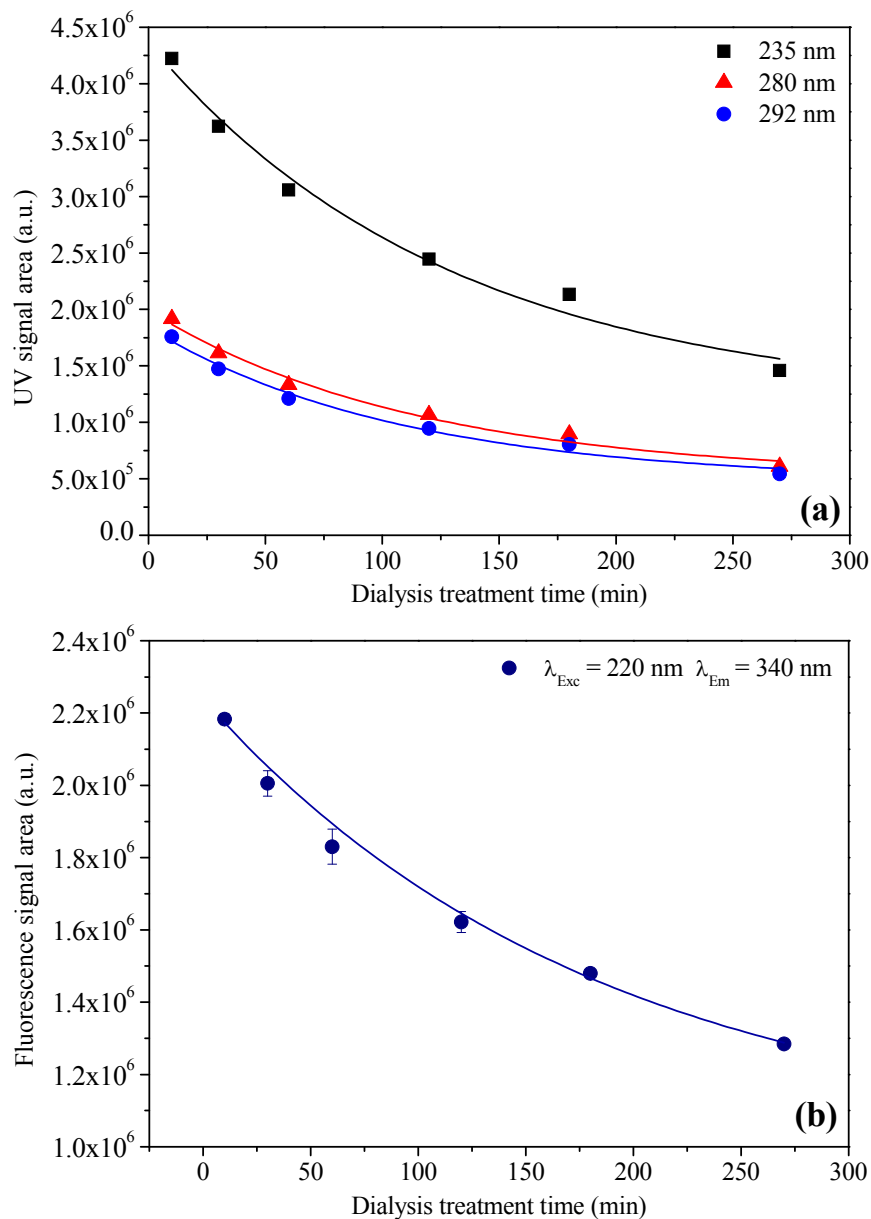 4.5x10⁶
4.0x10⁶
3.5x10⁶
3.0x10⁶
2.5x10⁶
2.0x10⁶
1.5x10⁶
1.0x10⁶
5.0x10⁵
0.0
UV signal area (a.u.)
235 nm
280 nm
292 nm
(a)
0 50 100 150 200 250 300
Dialysis treatment time (min)
2.4x10⁶
2.2x10⁶
2.0x10⁶
1.8x10⁶
1.6x10⁶
1.4x10⁶
1.2x10⁶
1.0x10⁶
Fluorescence signal area (a.u.)
λExc = 220 nm λEm = 340 nm
(b)
0 50 100 150 200 250 300
Dialysis treatment time (min)